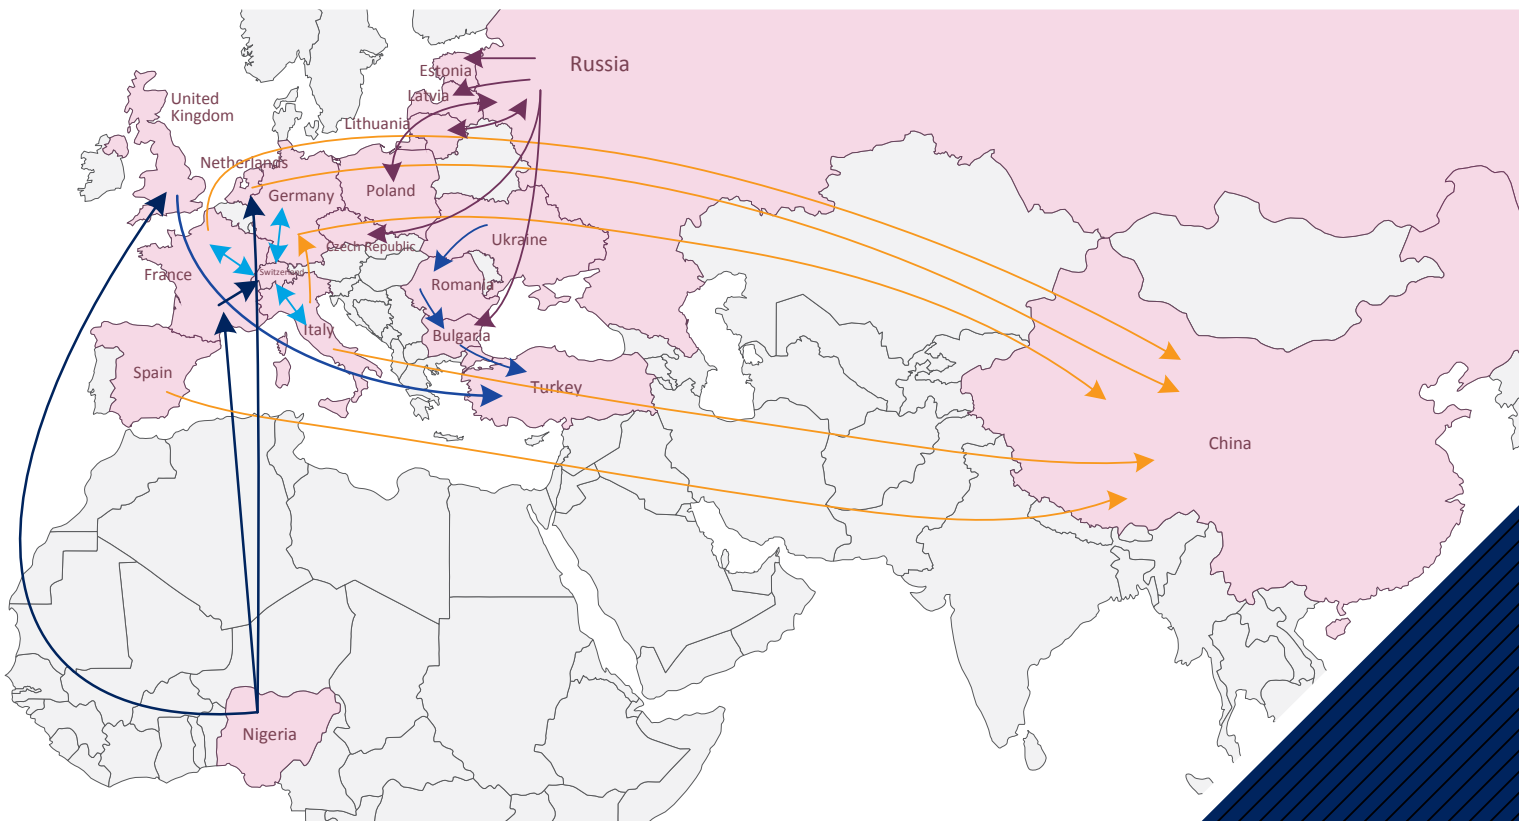 Russia
Estonia
Latvia
United
Kingdom
Lithuania
Netherlands
Germany
Poland
Czech Republic
Ukraine
France
Switzerland
Romania
Italy
Bulgaria
Spain
Turkey
China
Nigeria